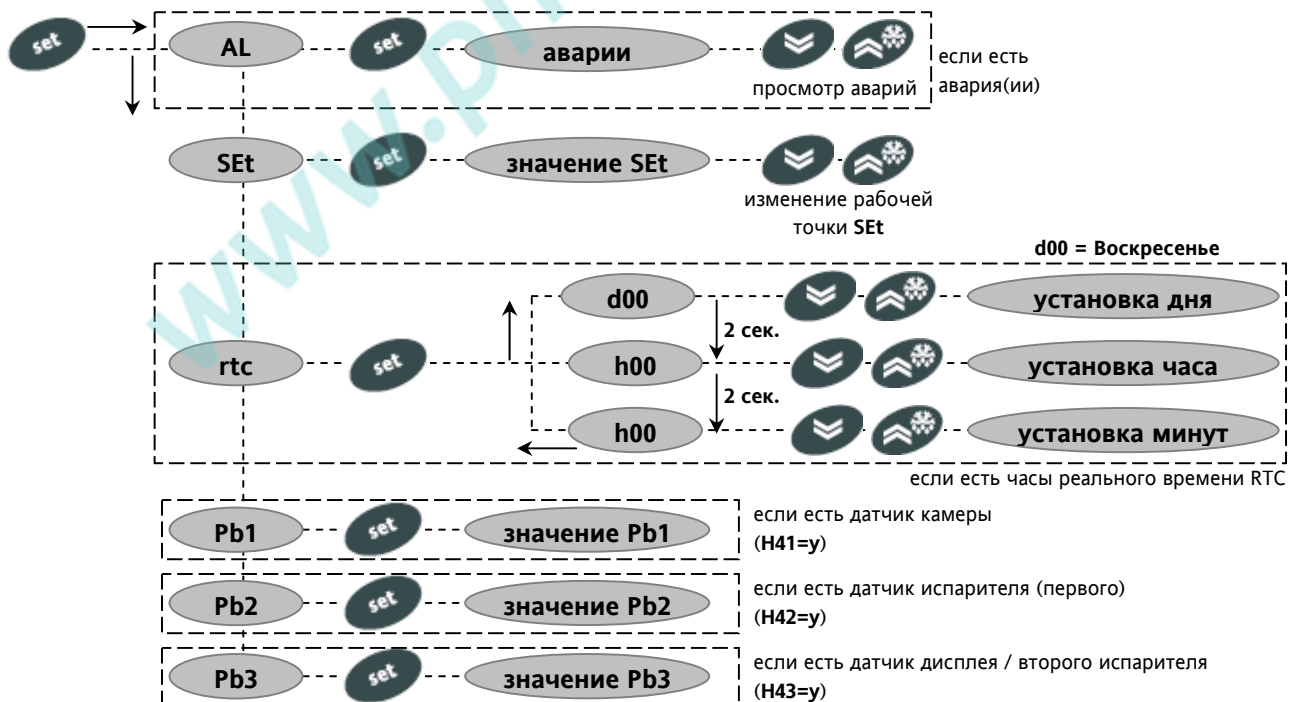 set AL set аварии
просмотр аварий
если есть
авария(ии)
SEt set значение SEt
изменение рабочей
точки SEt
d00 = Воскресенье
d00 установка дня
2 сек.
rtc set h00 установка часа
2 сек.
h00 установка минут
если есть часы реального времени RTC
Pb1 set значение Pb1
если есть датчик камеры
(H41=y)
Pb2 set значение Pb2
если есть датчик испарителя (первого)
(H42=y)
Pb3 set значение Pb3
если есть датчик дисплея / второго испарителя
(H43=y)